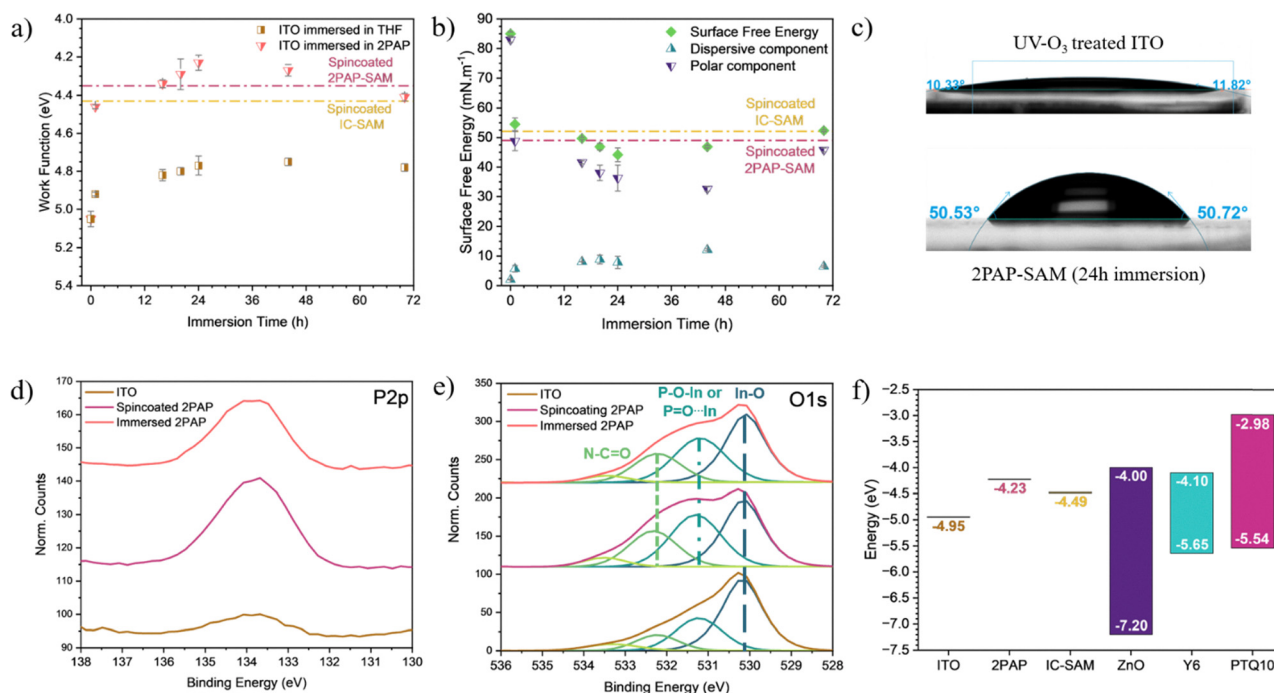 a)
ITO immersed in THF
ITO immersed in 2PAP
Spincoated
2PAP-SAM
Spincoated
IC-SAM
Work Function (eV)
4.0
4.2
4.4
4.6
4.8
5.0
5.2
5.4
0 12 24 36 48 60 72
Immersion Time (h)
b)
Surface Free Energy
Dispersive component
Polar component
Spincoated
IC-SAM
Spincoated
2PAP-SAM
Surface Free Energy (mN.m⁻¹)
90
80
70
60
50
40
30
20
10
0
0 12 24 36 48 60 72
Immersion Time (h)
c)
UV-O₃ treated ITO
10.33° 11.82°
50.53° 50.72°
2PAP-SAM (24h immersion)
d)
ITO
Spincoated 2PAP
Immersed 2PAP
P2p
Norm. Counts
170
160
150
140
130
120
110
100
90
138 137 136 135 134 133 132 131 130
Binding Energy (eV)
e)
ITO
Spincoating 2PAP
Immersed 2PAP
P-O-In or
P=O···In
In-O
O1s
N-C=O
Norm. Counts
350
300
250
200
150
100
50
0
536 535 534 533 532 531 530 529 528
Binding Energy (eV)
f)
Energy (eV)
-2.5
-3.0
-3.5
-4.0
-4.5
-5.0
-5.5
-6.0
-6.5
-7.0
-7.5
-4.95
-4.23
-4.49
-4.00
-7.20
-4.10
-5.65
-2.98
-5.54
ITO 2PAP IC-SAM ZnO Y6 PTQ10